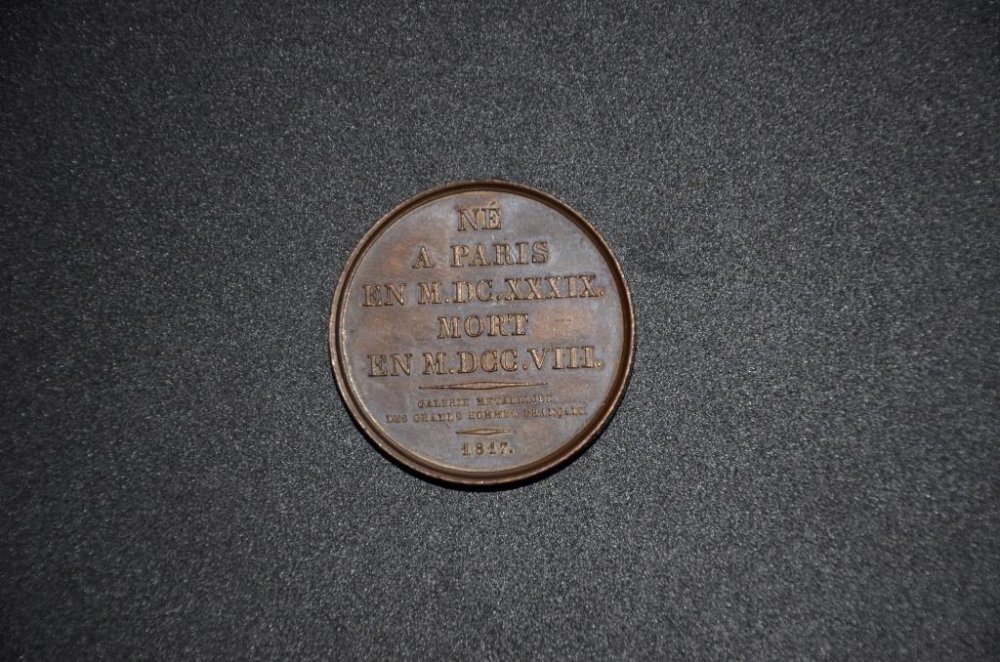 NÉ
A PARIS
EN M.DC.XXXIX.
MORT
EN M.DCC.VIII.
GALERIE METALLIQUE
DES GRANDS HOMMES FRANÇAIS.
1817.